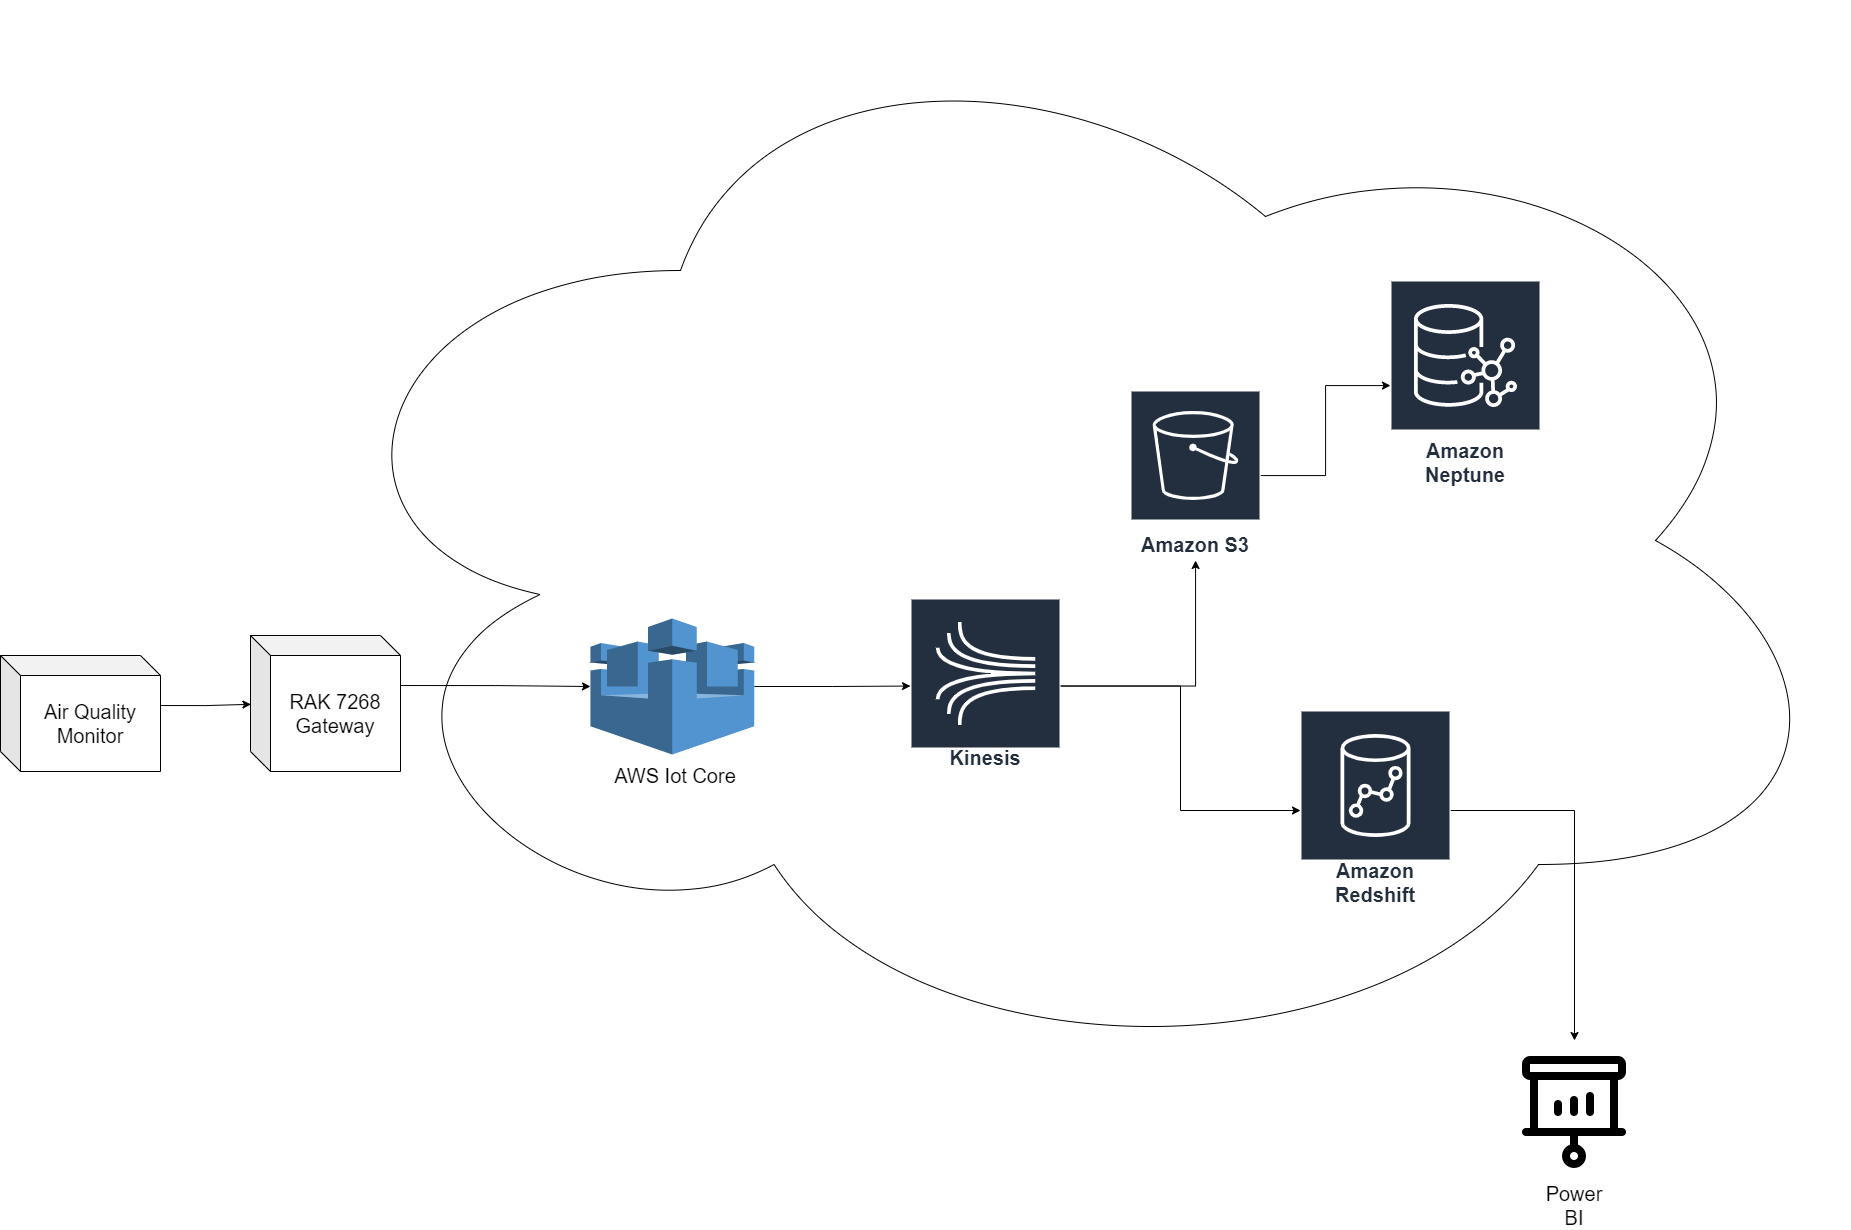 Amazon
Neptune
Amazon S3
Air Quality
Monitor
RAK 7268
Gateway
AWS Iot Core
Kinesis
Amazon
Redshift
Power
BI